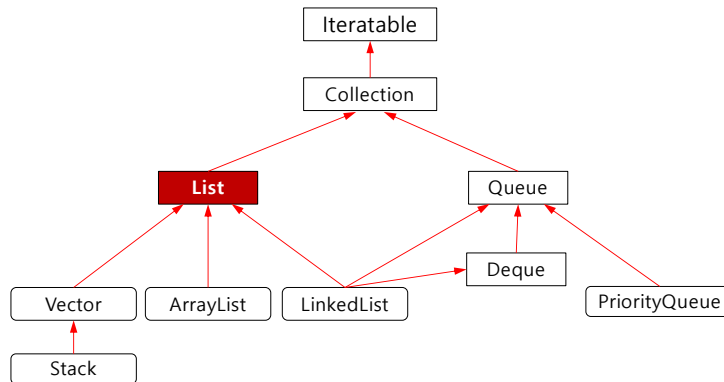 Iteratable
Collection
List
Queue
Deque
Vector
ArrayList
LinkedList
PriorityQueue
Stack